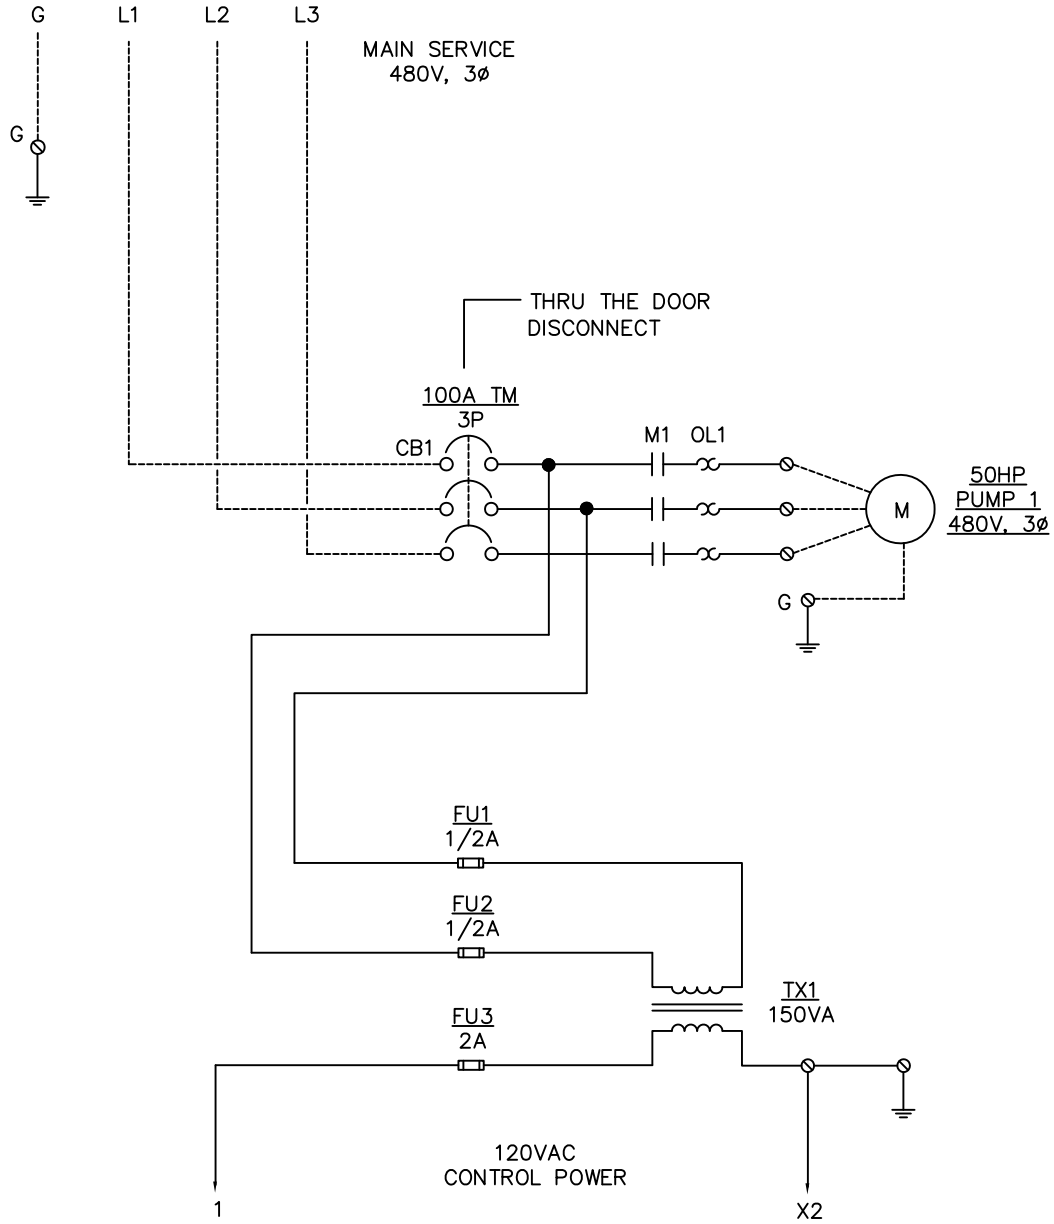 G
L1
L2
L3
MAIN SERVICE
480V, 3ø
G
THRU THE DOOR
DISCONNECT
100A TM
3P
CB1
M1
OL1
M
50HP
PUMP 1
480V, 3ø
G
FU1
1/2A
FU2
1/2A
TX1
150VA
FU3
2A
120VAC
CONTROL POWER
1
X2